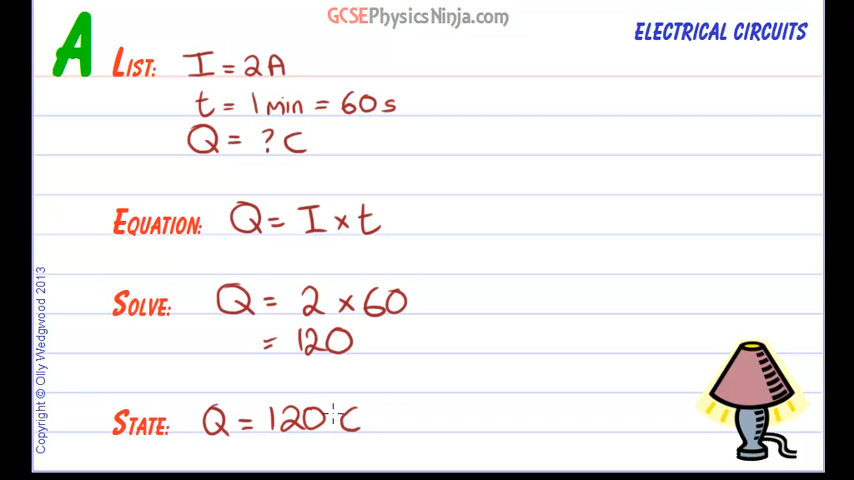 GCSEPhysicsNinja.com
ELECTRICAL CIRCUITS
A
LIST: I = 2A
t = 1 min = 60s
Q = ? C
EQUATION: Q = I × t
SOLVE: Q = 2 × 60
= 120
STATE: Q = 120 C
Copyright © Olly Wedgwood 2013